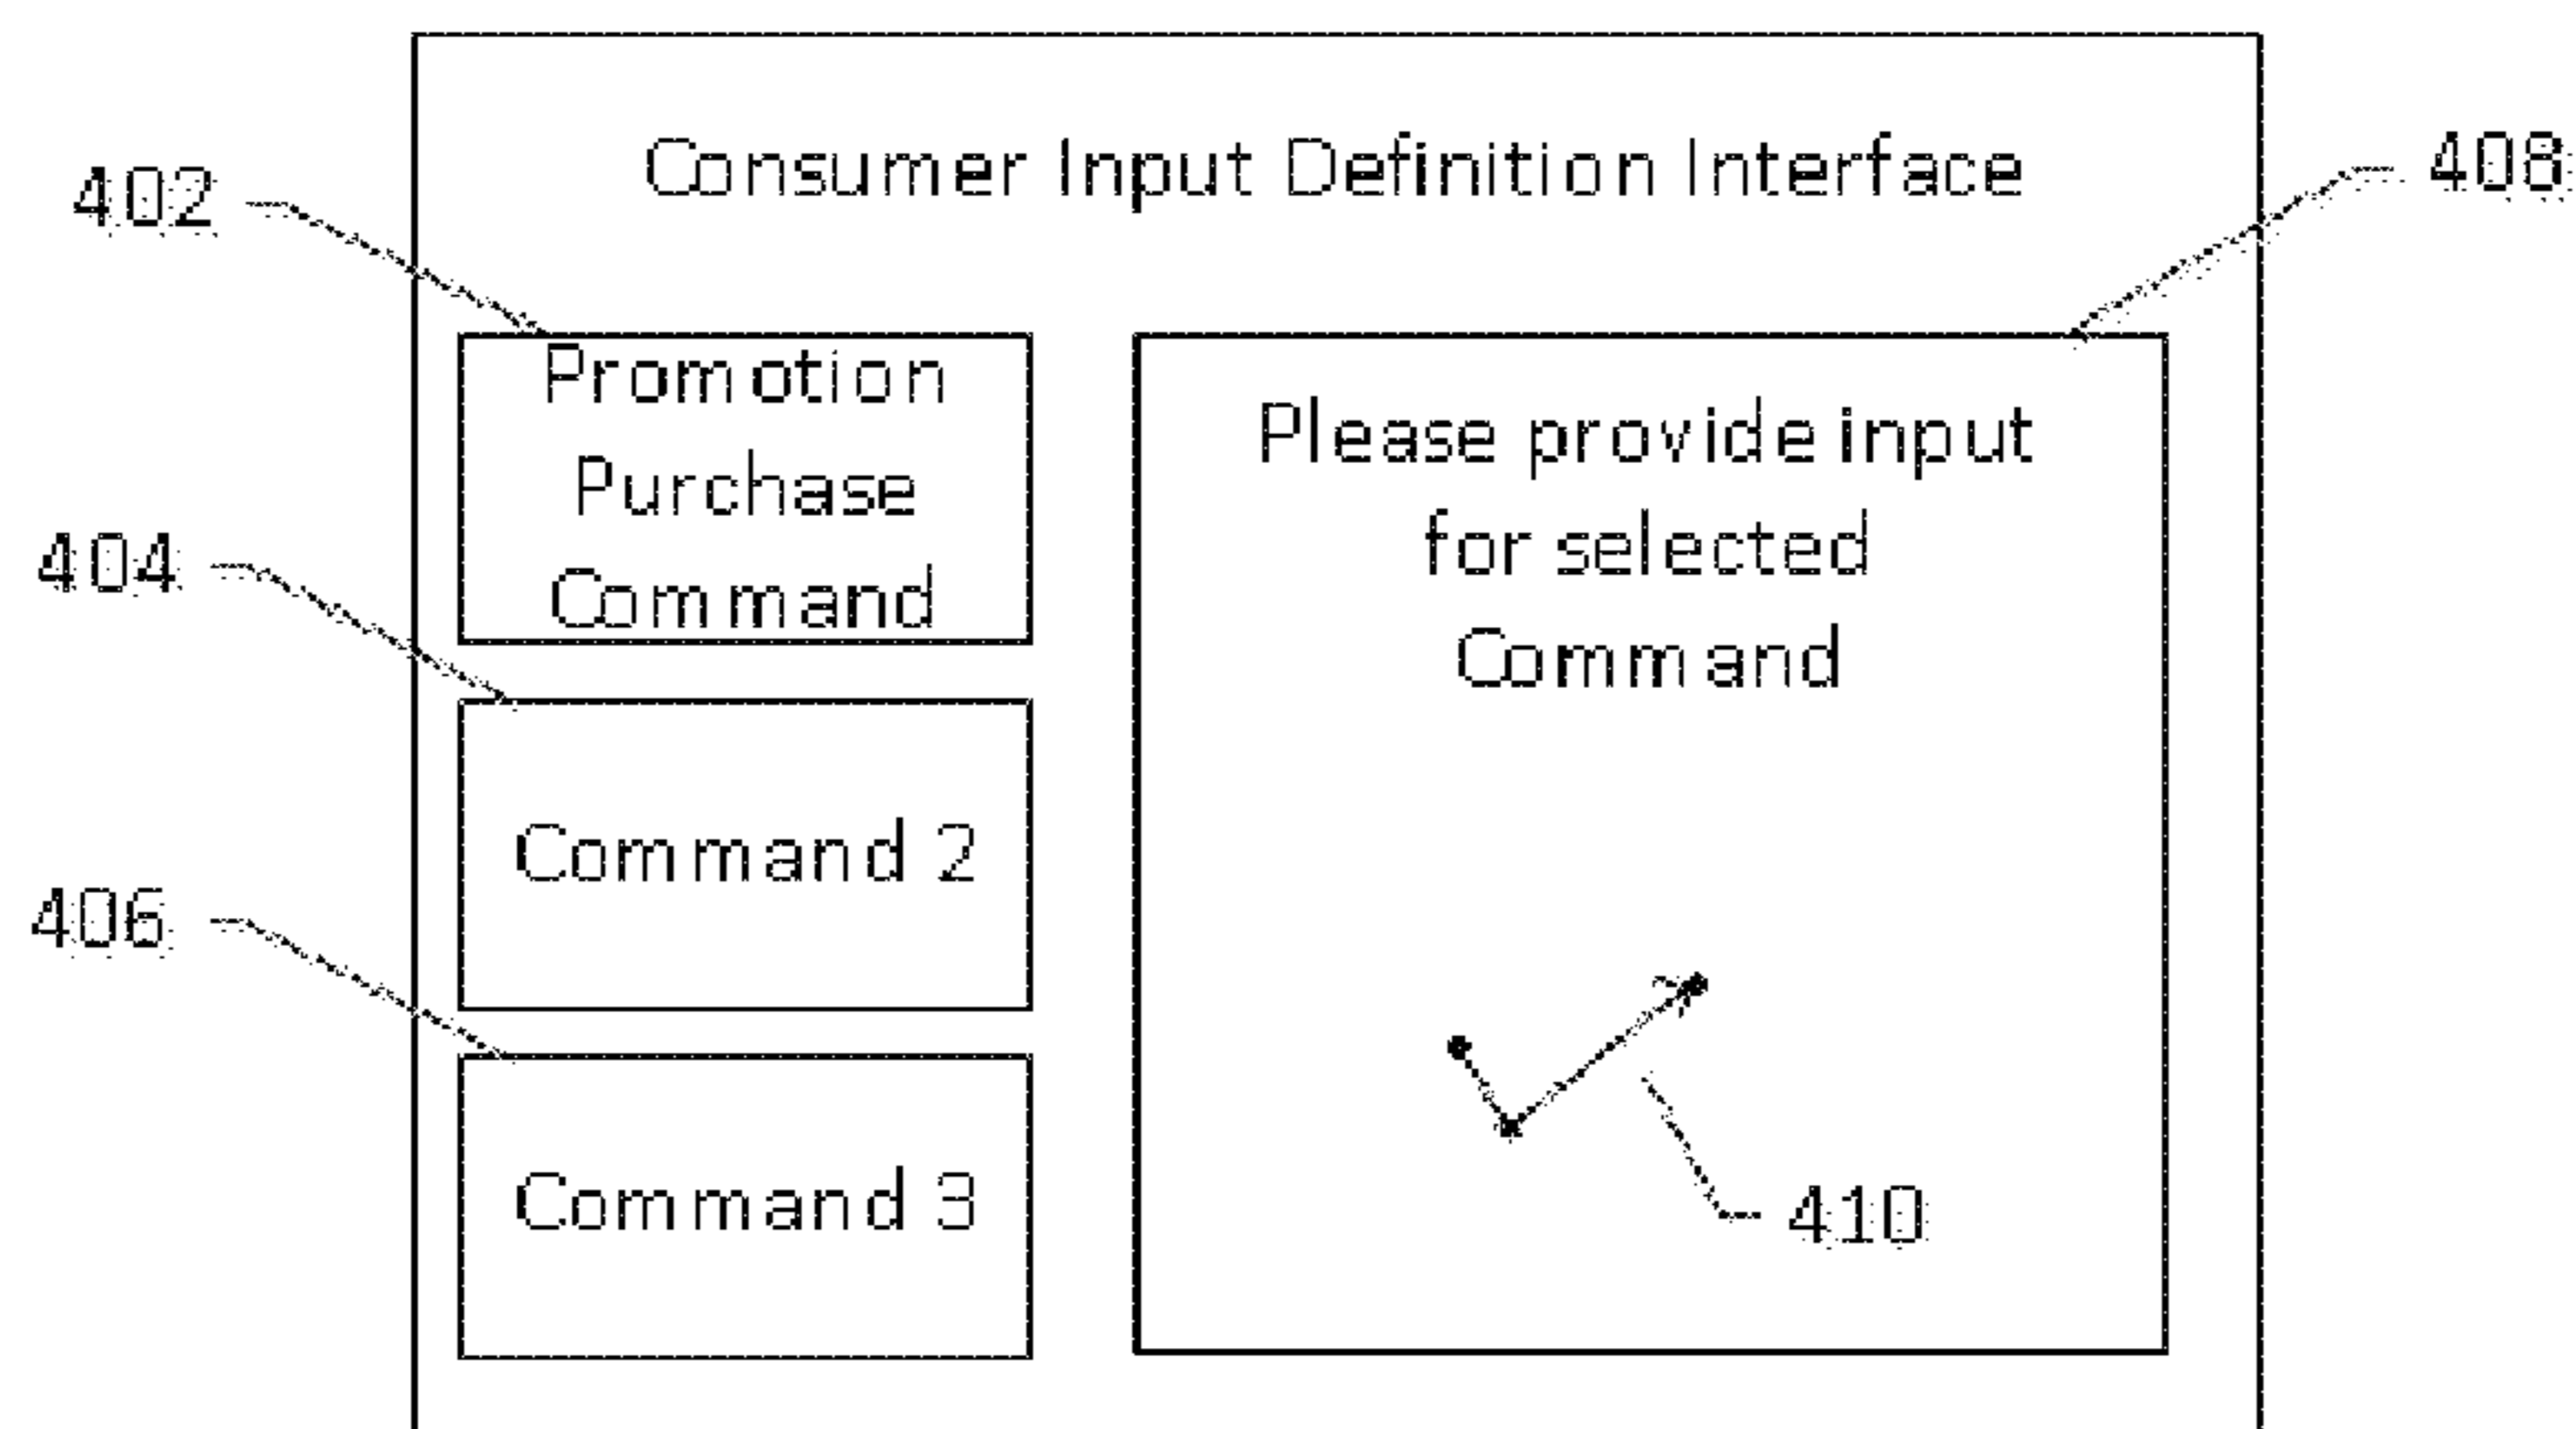 Consumer Input Definition Interface
402
408
Promotion
Purchase
Command
Please provide input
for selected
Command
404
Command 2
406
Command 3
410